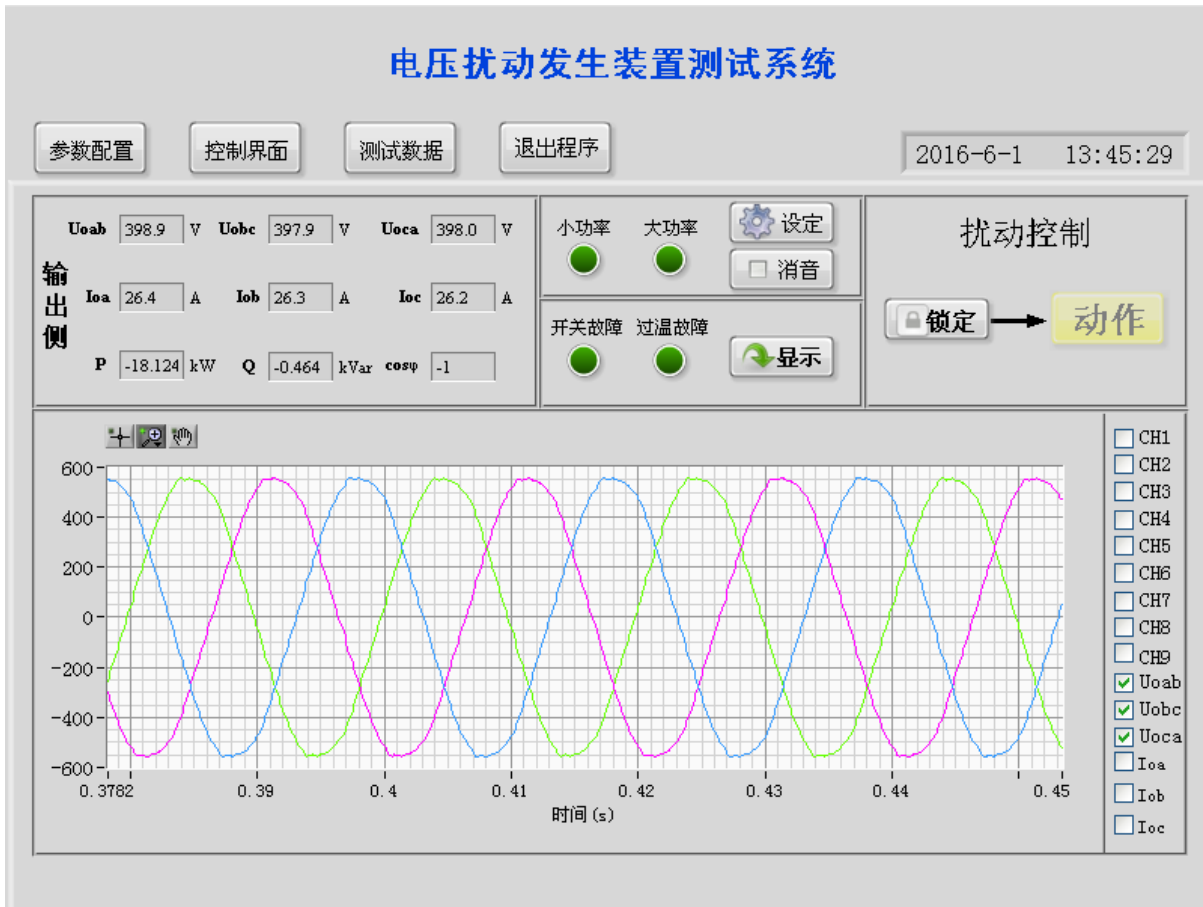 电压扰动发生装置测试系统
参数配置 控制界面 测试数据 退出程序 2016-6-1 13:45:29
输出侧
Uoab 398.9 V Uobc 397.9 V Uoca 398.0 V
Ioa 26.4 A Iob 26.3 A Ioc 26.2 A
P -18.124 kW Q -0.464 kVar cosφ -1
小功率 大功率 设定
消音
开关故障 过温故障 显示
扰动控制
锁定 动作
600
400
200
0
-200
-400
-600
0.3782 0.39 0.4 0.41 0.42 0.43 0.44 0.45
时间(s)
CH1
CH2
CH3
CH4
CH5
CH6
CH7
CH8
CH9
Uoab
Uobc
Uoca
Ioa
Iob
Ioc